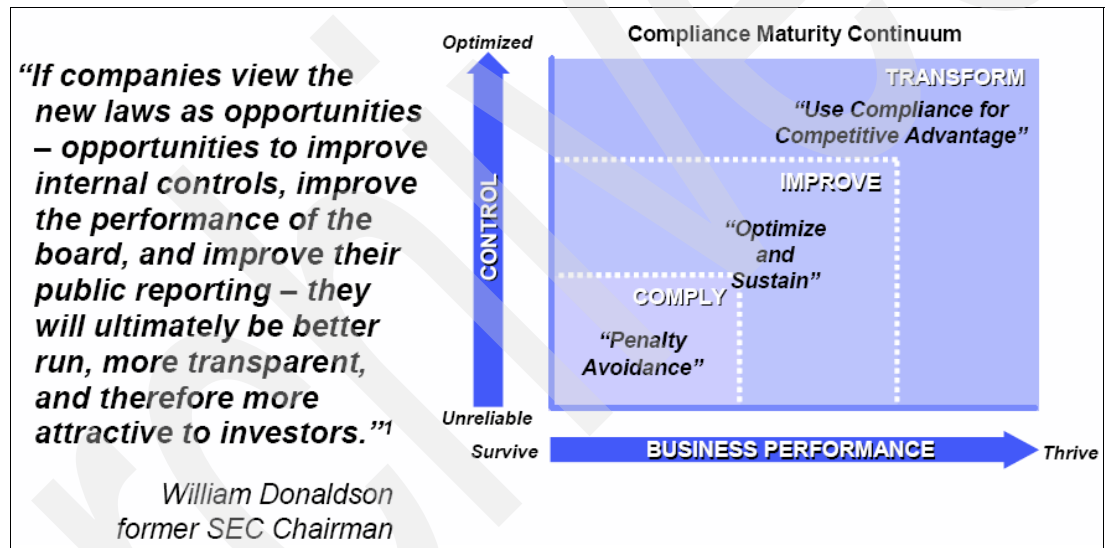 “If companies view the
new laws as opportunities
– opportunities to improve
internal controls, improve
the performance of the
board, and improve their
public reporting – they
will ultimately be better
run, more transparent,
and therefore more
attractive to investors.”1
William Donaldson
former SEC Chairman
Compliance Maturity Continuum
Optimized
CONTROL
Unreliable
TRANSFORM
“Use Compliance for
Competitive Advantage”
IMPROVE
“Optimize
and
Sustain”
COMPLY
“Penalty
Avoidance”
Survive
BUSINESS PERFORMANCE
Thrive